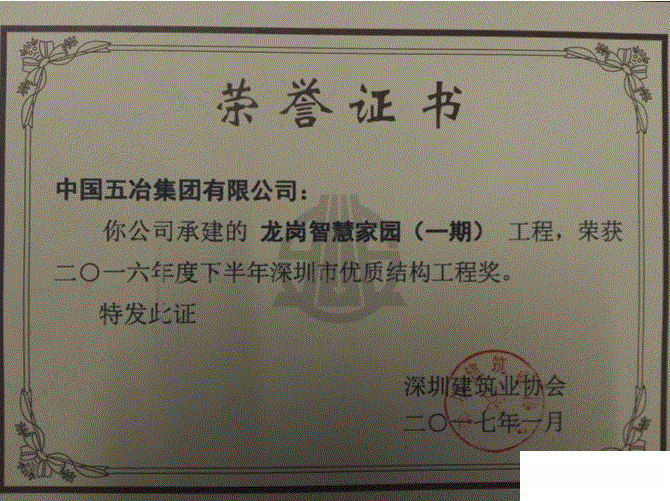 荣誉证书
中国五冶集团有限公司：
你公司承建的 龙岗智慧家园（一期） 工程，荣获
二〇一六年度下半年深圳市优质结构工程奖。
特发此证
深圳建筑业协会
二〇一七年一月